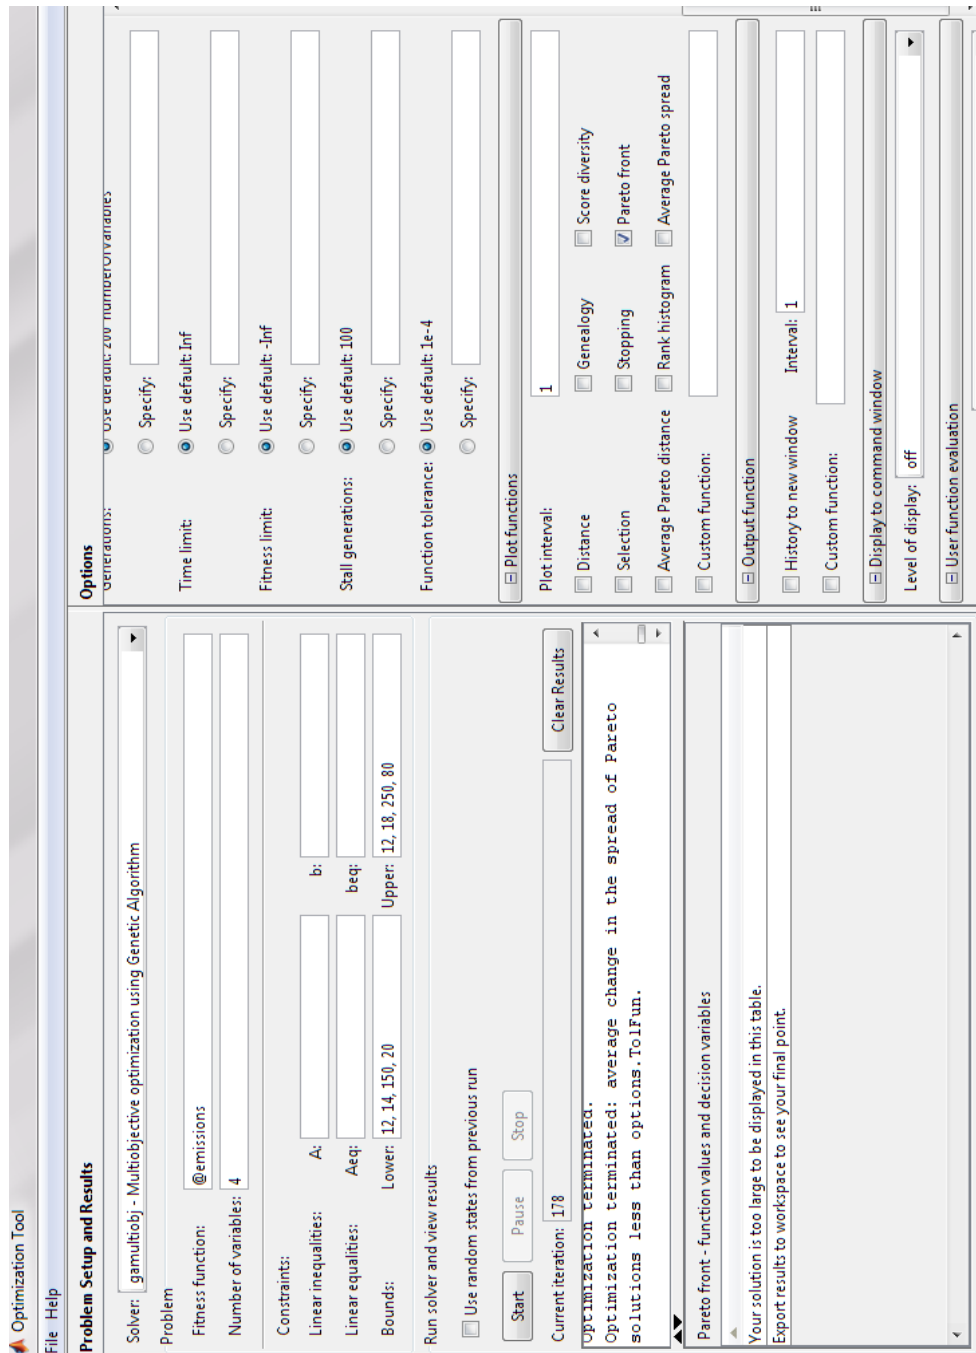 Optimization Tool
File Help
Problem Setup and Results
Solver: gamultiobj - Multiobjective optimization using Genetic Algorithm
Problem
Fitness function: @emissions
Number of variables: 4
Constraints:
Linear inequalities: A: b:
Linear equalities: Aeq: beq:
Bounds: Lower: 12, 14, 150, 20 Upper: 12, 18, 250, 80
Run solver and view results
Use random states from previous run
Start Pause Stop
Current iteration: 178 Clear Results
Optimization terminated.
Optimization terminated: average change in the spread of Pareto
solutions less than options.TolFun.
Pareto front - function values and decision variables
Your solution is too large to be displayed in this table.
Export results to workspace to see your final point.
Options
Generations: Use default: 200*numberOfVariables
Specify:
Time limit: Use default: Inf
Specify:
Fitness limit: Use default: -Inf
Specify:
Stall generations: Use default: 100
Specify:
Function tolerance: Use default: 1e-4
Specify:
Plot functions
Plot interval: 1
Distance Genealogy Score diversity
Selection Stopping Pareto front
Average Pareto distance Rank histogram Average Pareto spread
Custom function:
Output function
History to new window Interval: 1
Custom function:
Display to command window
Level of display: off
User function evaluation